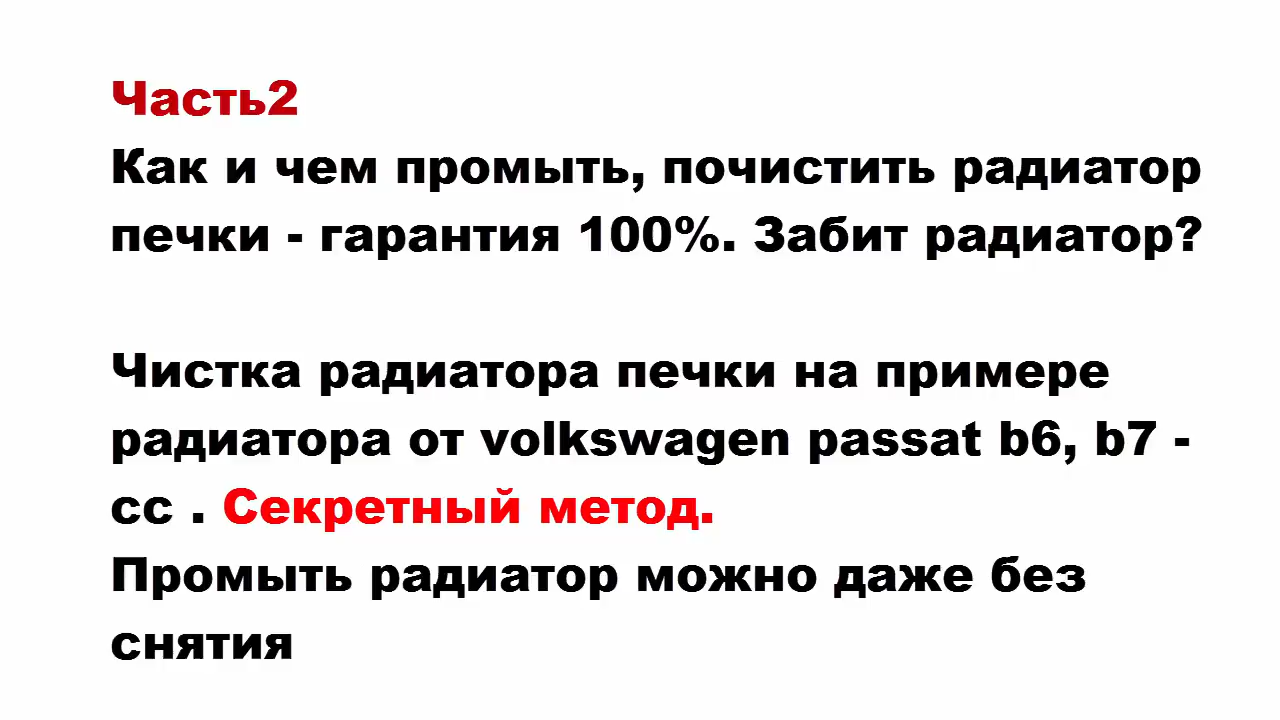 Часть2
Как и чем промыть, почистить радиатор
печки - гарантия 100%. Забит радиатор?
Чистка радиатора печки на примере
радиатора от volkswagen passat b6, b7 -
cc . Секретный метод.
Промыть радиатор можно даже без
снятия